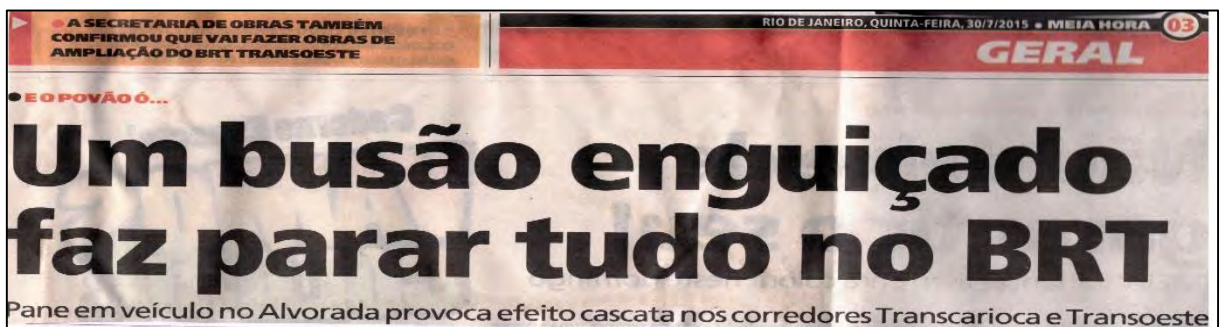 ● A SECRETARIA DE OBRAS TAMBÉM
CONFIRMOU QUE VAI FAZER OBRAS DE
AMPLIAÇÃO DO BRT TRANSOESTE
RIO DE JANEIRO, QUINTA-FEIRA, 30/7/2015 • MEIA HORA 03
GERAL
● E O POVÃO Ó...
Um busão enguiçado
faz parar tudo no BRT
Pane em veículo no Alvorada provoca efeito cascata nos corredores Transcarioca e Transoeste